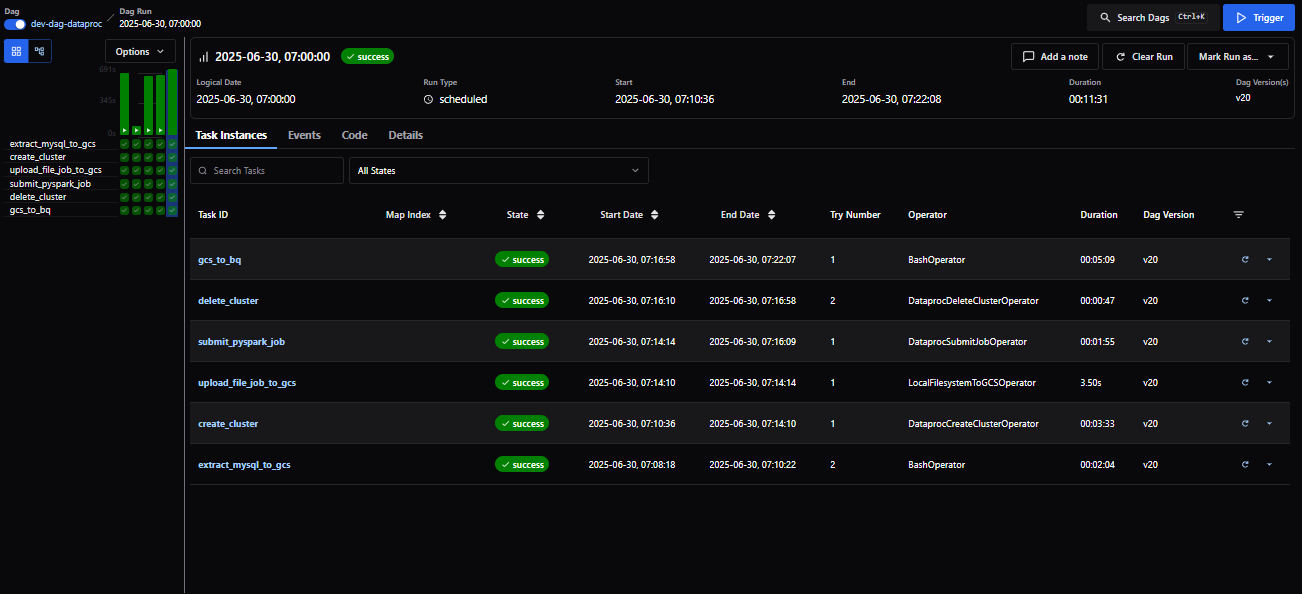 Dag
dev-dag-dataproc / Dag Run
2025-06-30, 07:00:00
Search Dags Ctrl+K
Trigger
Options
691s
345s
0s
extract_mysql_to_gcs
create_cluster
upload_file_job_to_gcs
submit_pyspark_job
delete_cluster
gcs_to_bq
2025-06-30, 07:00:00 success
Add a note Clear Run Mark Run as...
Logical Date Run Type Start End Duration Dag Version(s)
2025-06-30, 07:00:00 scheduled 2025-06-30, 07:10:36 2025-06-30, 07:22:08 00:11:31 v20
Task Instances Events Code Details
Search Tasks All States
Task ID Map Index State Start Date End Date Try Number Operator Duration Dag Version
gcs_to_bq success 2025-06-30, 07:16:58 2025-06-30, 07:22:07 1 BashOperator 00:05:09 v20
delete_cluster success 2025-06-30, 07:16:10 2025-06-30, 07:16:58 2 DataprocDeleteClusterOperator 00:00:47 v20
submit_pyspark_job success 2025-06-30, 07:14:14 2025-06-30, 07:16:09 1 DataprocSubmitJobOperator 00:01:55 v20
upload_file_job_to_gcs success 2025-06-30, 07:14:10 2025-06-30, 07:14:14 1 LocalFilesystemToGCSOperator 3.50s v20
create_cluster success 2025-06-30, 07:10:36 2025-06-30, 07:14:10 1 DataprocCreateClusterOperator 00:03:33 v20
extract_mysql_to_gcs success 2025-06-30, 07:08:18 2025-06-30, 07:10:22 2 BashOperator 00:02:04 v20